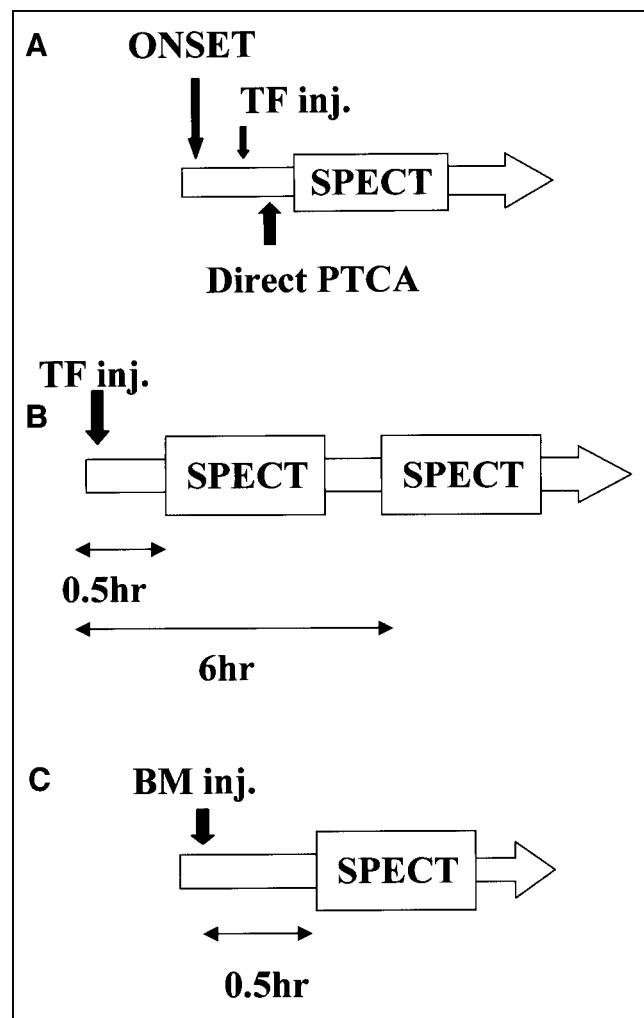 A
ONSET
TF inj.
SPECT
Direct PTCA
TF inj.
B
SPECT SPECT
0.5hr
6hr
C
BM inj.
SPECT
0.5hr